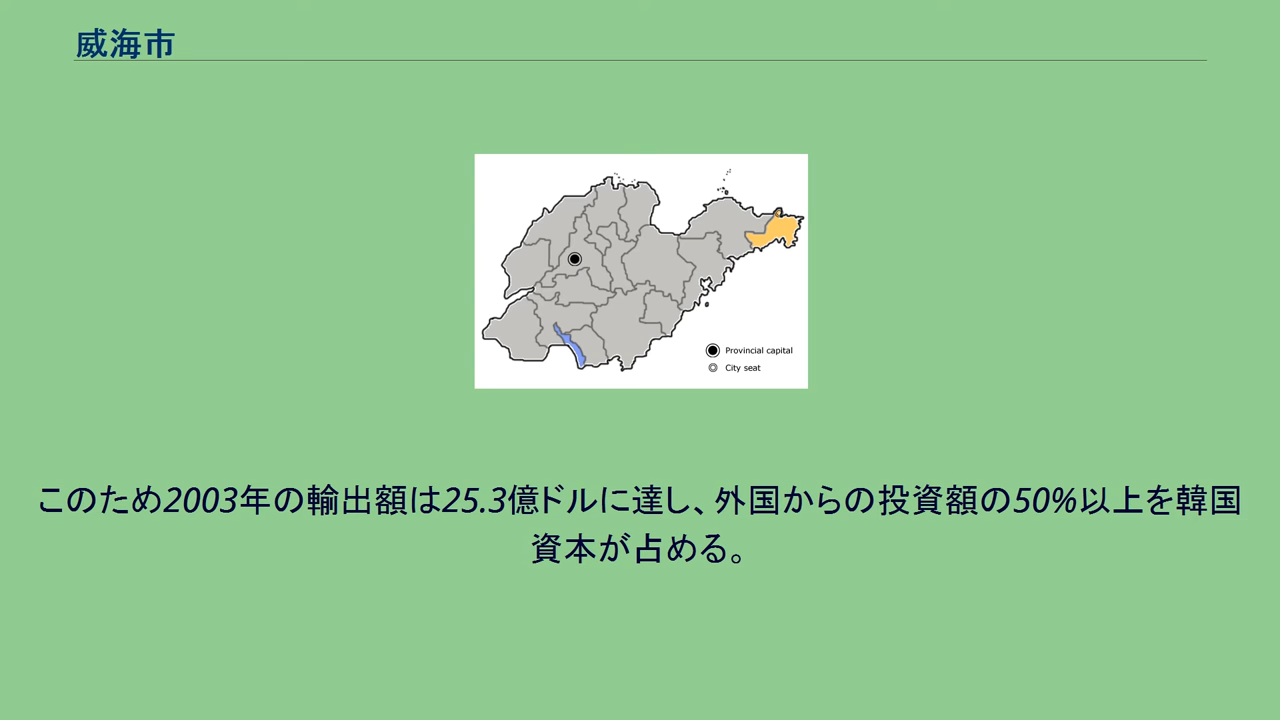 威海市
Provincial capital
City seat
このため2003年の輸出額は25.3億ドルに達し、外国からの投資額の50%以上を韓国
資本が占める。